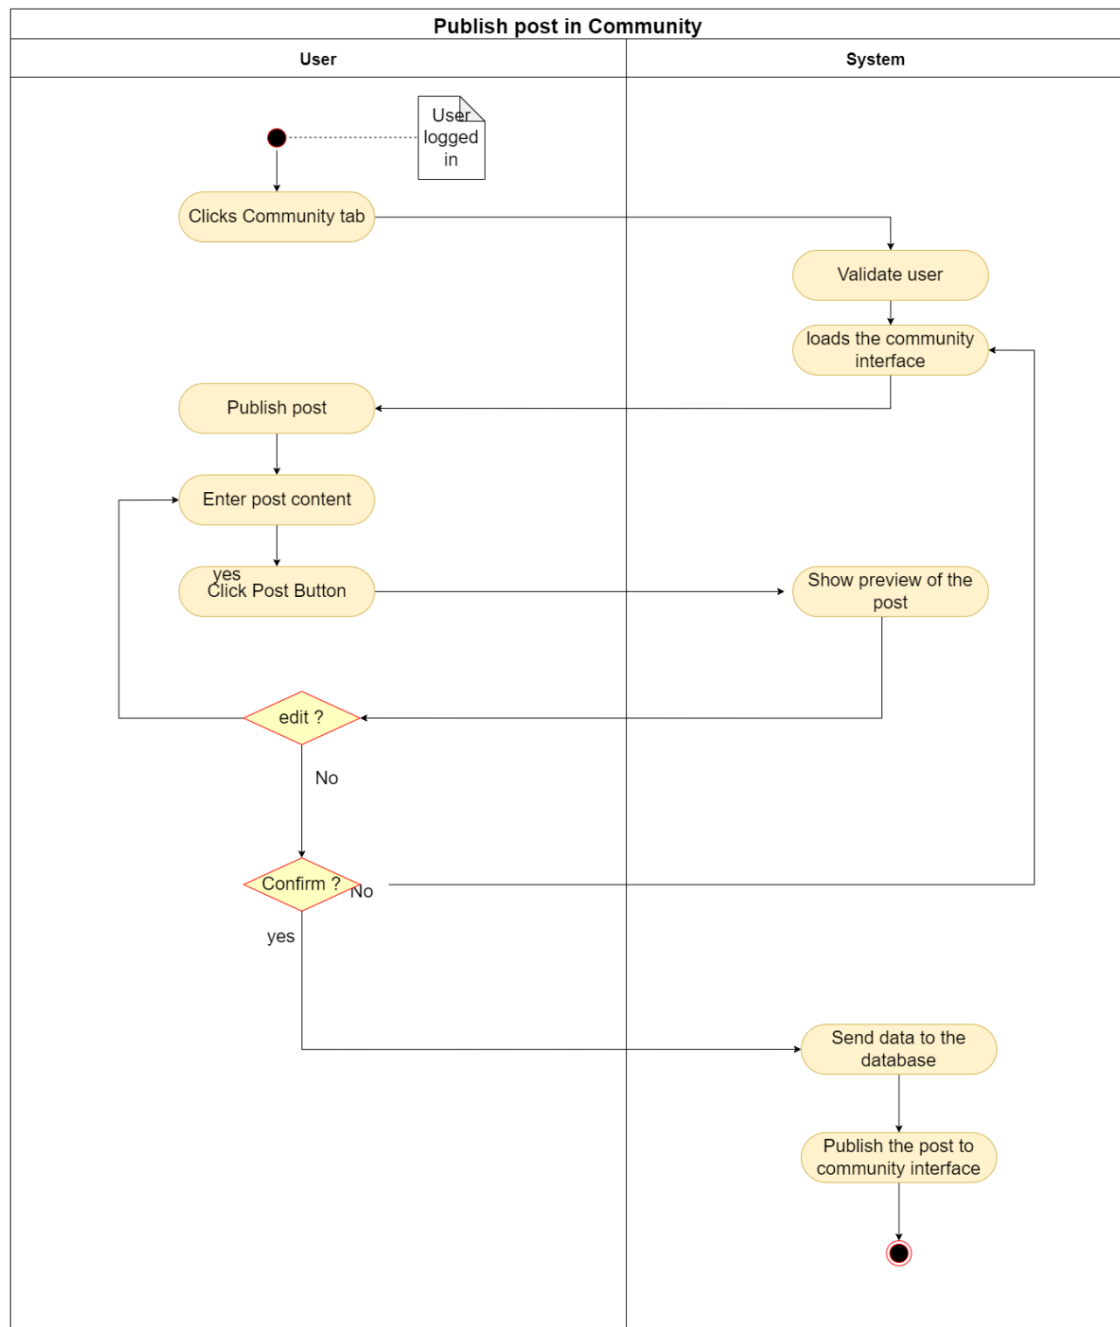 Publish post in Community
User
System
User
logged
in
Clicks Community tab
Validate user
loads the community
interface
Publish post
Enter post content
yes
Click Post Button
Show preview of the
post
edit ?
No
Confirm ?
No
yes
Send data to the
database
Publish the post to
community interface